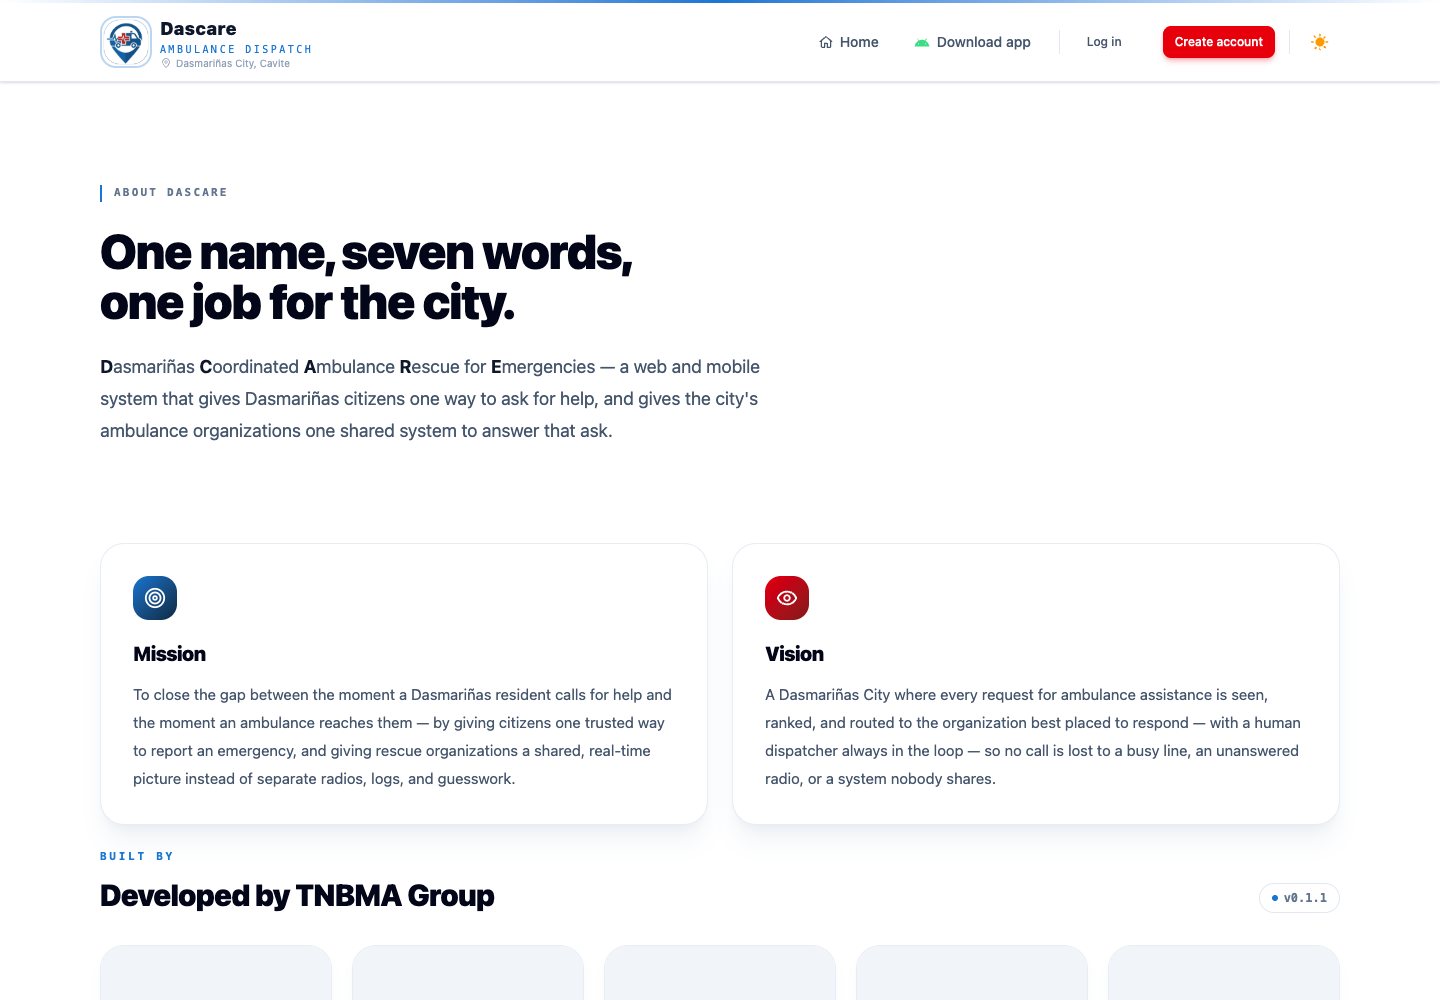 Dascare
AMBULANCE DISPATCH
Dasmariñas City, Cavite
Home
Download app
Log in
Create account
ABOUT DASCARE
One name, seven words,
one job for the city.
Dasmariñas Coordinated Ambulance Rescue for Emergencies — a web and mobile
system that gives Dasmariñas citizens one way to ask for help, and gives the city's
ambulance organizations one shared system to answer that ask.
Mission
To close the gap between the moment a Dasmariñas resident calls for help and
the moment an ambulance reaches them — by giving citizens one trusted way
to report an emergency, and giving rescue organizations a shared, real-time
picture instead of separate radios, logs, and guesswork.
Vision
A Dasmariñas City where every request for ambulance assistance is seen,
ranked, and routed to the organization best placed to respond — with a human
dispatcher always in the loop — so no call is lost to a busy line, an unanswered
radio, or a system nobody shares.
BUILT BY
Developed by TNBMA Group
v0.1.1